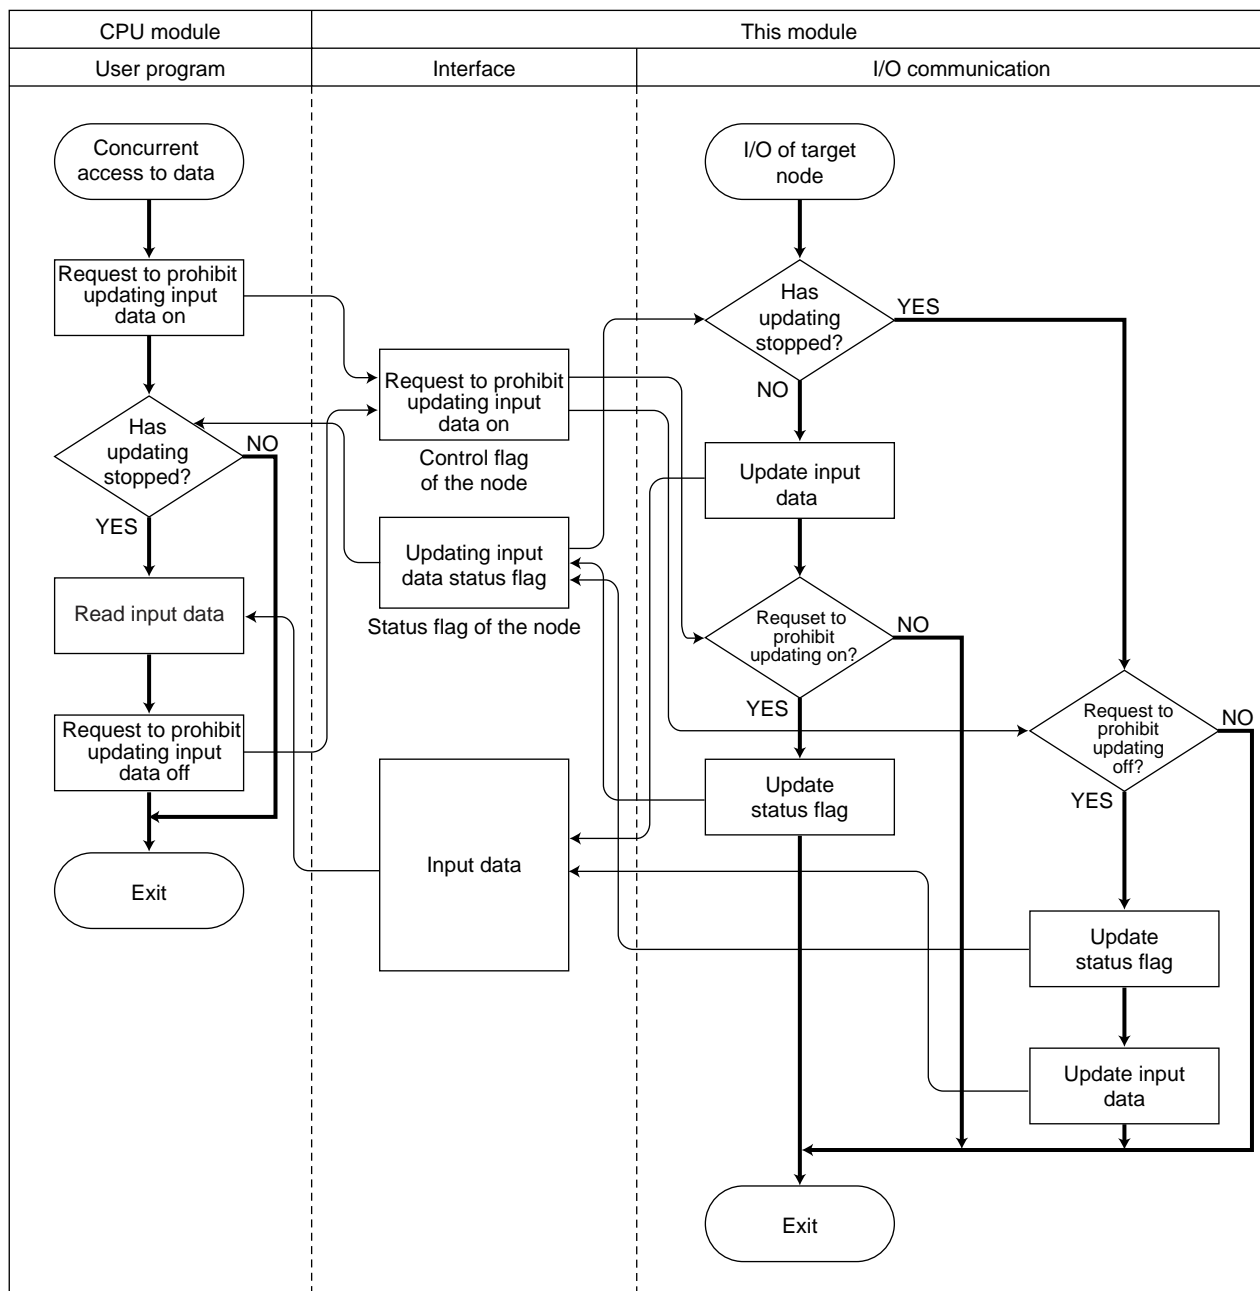 CPU module
This module
User program
Interface
I/O communication
Concurrent
access to data
Request to prohibit
updating input
data on
Has
updating
stopped?
NO
YES
Read input data
Request to prohibit
updating input
data off
Exit
Request to prohibit
updating input
data on
Control flag
of the node
Updating input
data status flag
Status flag of the node
Input data
I/O of target
node
Has
updating
stopped?
YES
NO
Update input
data
Requset to
prohibit
updating on?
NO
YES
Update
status flag
Request to
prohibit
updating
off?
NO
YES
Update
status flag
Update input
data
Exit